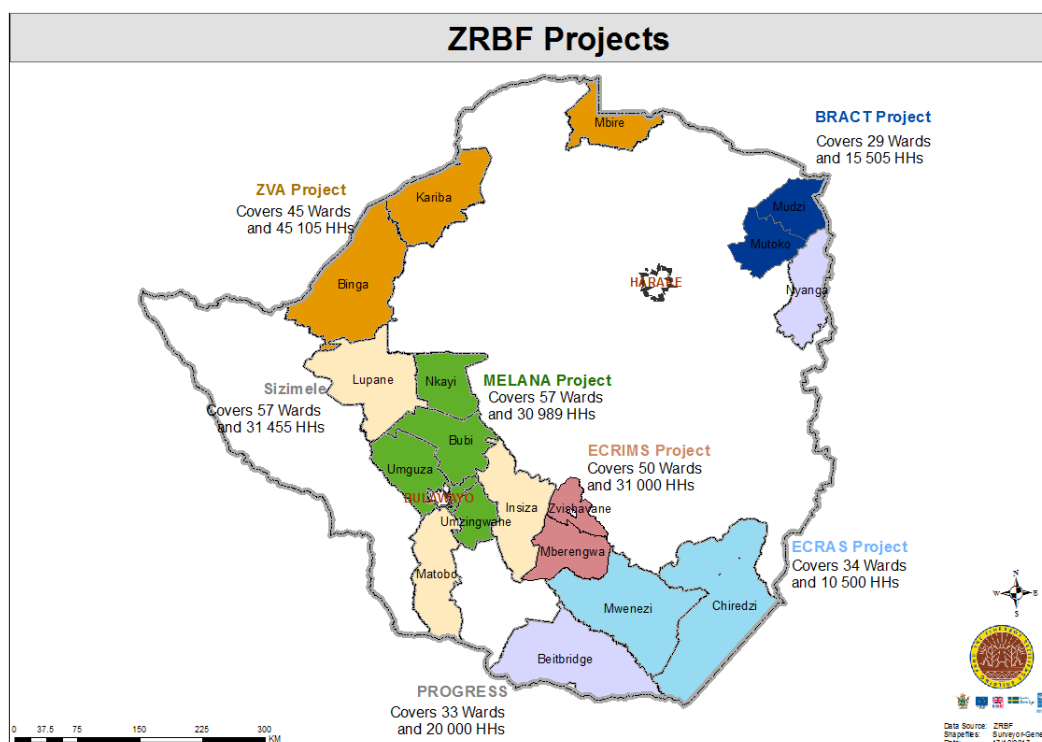 ZRBF Projects
Mbire
BRACT Project
Covers 29 Wards
and 15 505 HHs
ZVA Project
Covers 45 Wards
and 45 105 HHs
Kariba
Mudzi
Mutoko
Binga
HARARE
Nyanga
Lupane
Nkayi
Sizimele
Covers 57 Wards
and 31 455 HHs
MELANA Project
Covers 57 Wards
and 30 989 HHs
Bubi
Umguza
ECRIMS Project
Covers 50 Wards
and 31 000 HHs
BULAWAYO
Insiza
Zvishavane
Umzingwahe
Mberengwa
ECRAS Project
Covers 34 Wards
and 10 500 HHs
Matobo
Mwenezi
Chiredzi
N
W E
S
Beitbridge
PROGRESS
Covers 33 Wards
and 20 000 HHs
0 37.5 75 150 225 300
KM
Data Source: ZRBF
Shapefiles: Surveyor-Gene